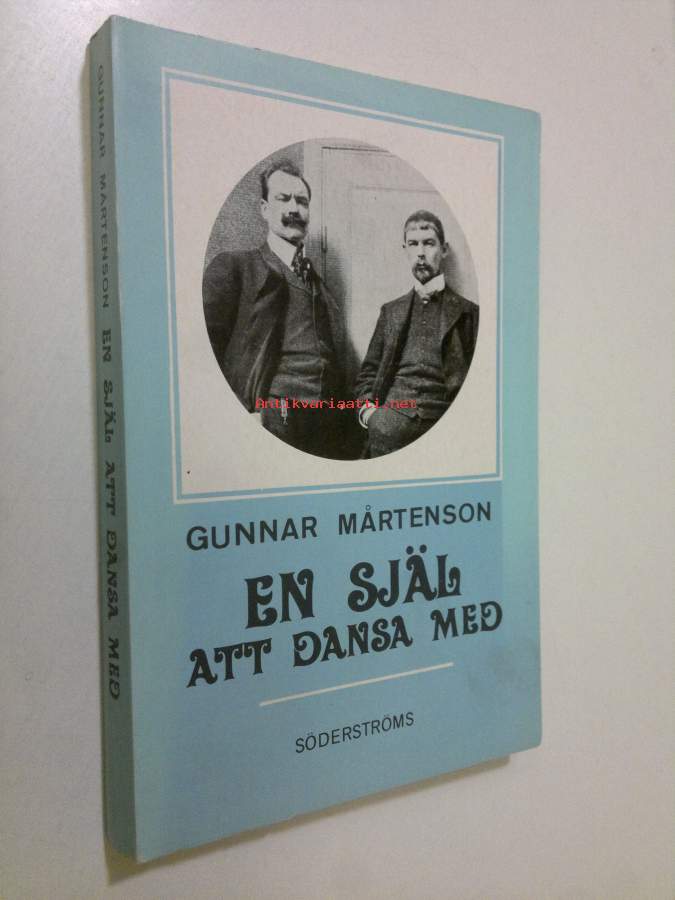 GUNNAR MÅRTENSON EN SJÄL ATT DANSA MED
Antikvariaatti.net
GUNNAR MÅRTENSON
EN SJÄL
ATT DANSA MED
SÖDERSTRÖMS